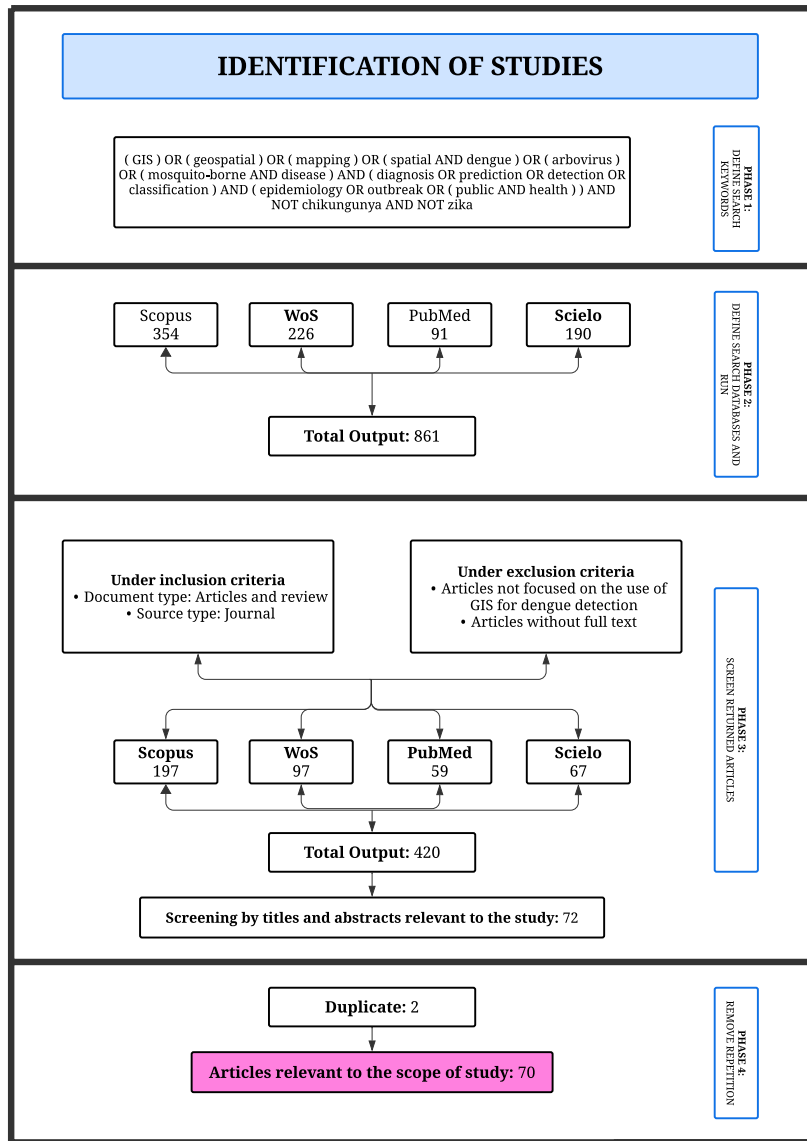 IDENTIFICATION OF STUDIES
( GIS ) OR ( geospatial ) OR ( mapping ) OR ( spatial AND dengue ) OR ( arbovirus )
OR ( mosquito-borne AND disease ) AND ( diagnosis OR prediction OR detection OR
classification ) AND ( epidemiology OR outbreak OR ( public AND health ) ) AND
NOT chikungunya AND NOT zika
PHASE 1:
DEFINE SEARCH
KEYWORDS
Scopus
354
WoS
226
PubMed
91
Scielo
190
Total Output: 861
PHASE 2:
DEFINE SEARCH DATABASES AND
RUN
Under inclusion criteria
• Document type: Articles and review
• Source type: Journal
Under exclusion criteria
• Articles not focused on the use of
GIS for dengue detection
• Articles without full text
Scopus
197
WoS
97
PubMed
59
Scielo
67
Total Output: 420
Screening by titles and abstracts relevant to the study: 72
PHASE 3:
SCREEN RETURNED ARTICLES
Duplicate: 2
Articles relevant to the scope of study: 70
PHASE 4:
REMOVE REPETITION